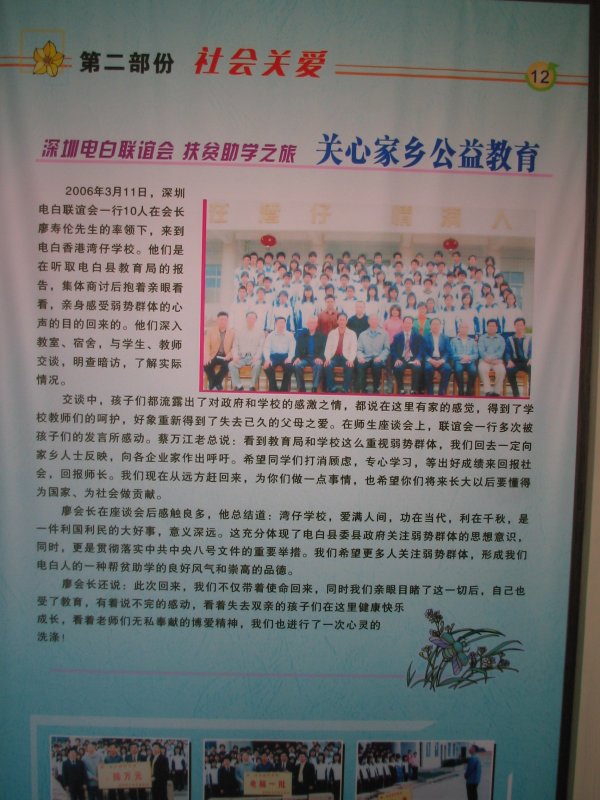 第二部份 社会关爱
12
深圳电白联谊会 扶贫助学之旅 关心家乡公益教育
2006年3月11日，深圳
电白联谊会一行10人在会长
廖寿伦先生的率领下，来到
电白香港湾仔学校。他们是
在听取电白县教育局的报
告，集体商讨后抱着亲眼看
看，亲身感受弱势群体的心
声的目的回来的。他们深入
教室、宿舍，与学生、教师
交谈，明查暗访，了解实际
情况。
在湾仔 情满人
交谈中，孩子们都流露出了对政府和学校的感激之情，都说在这里有家的感觉，得到了学
校教师们的呵护，好象重新得到了失去已久的父母之爱。在师生座谈会上，联谊会一行多次被
孩子们的发言所感动。蔡万江老总说：看到教育局和学校这么重视弱势群体，我们回去一定向
家乡人士反映，向各企业家作出呼吁。希望同学们打消顾虑，专心学习，等出好成绩来回报社
会，回报师长。我们现在从远方赶回来，为你们做一点事情，也希望你们将来长大以后要懂得
为国家、为社会做贡献。
廖会长在座谈会后感触良多，他总结道：湾仔学校，爱满人间，功在当代，利在千秋，是
一件利国利民的大好事，意义深远。这充分体现了电白县委县政府关注弱势群体的思想意识，
同时，更是贯彻落实中共中央八号文件的重要举措。我们希望更多人关注弱势群体，形成我们
电白人的一种帮贫助学的良好风气和崇高的品德。
廖会长还说：此次回来，我们不仅带着使命回来，同时我们亲眼目睹了这一切后，自己也
受了教育，有着说不完的感动，看着失去双亲的孩子们在这里健康快乐
成长，看着老师们无私奉献的博爱精神，我们也进行了一次心灵的
洗涤！
电脑一批